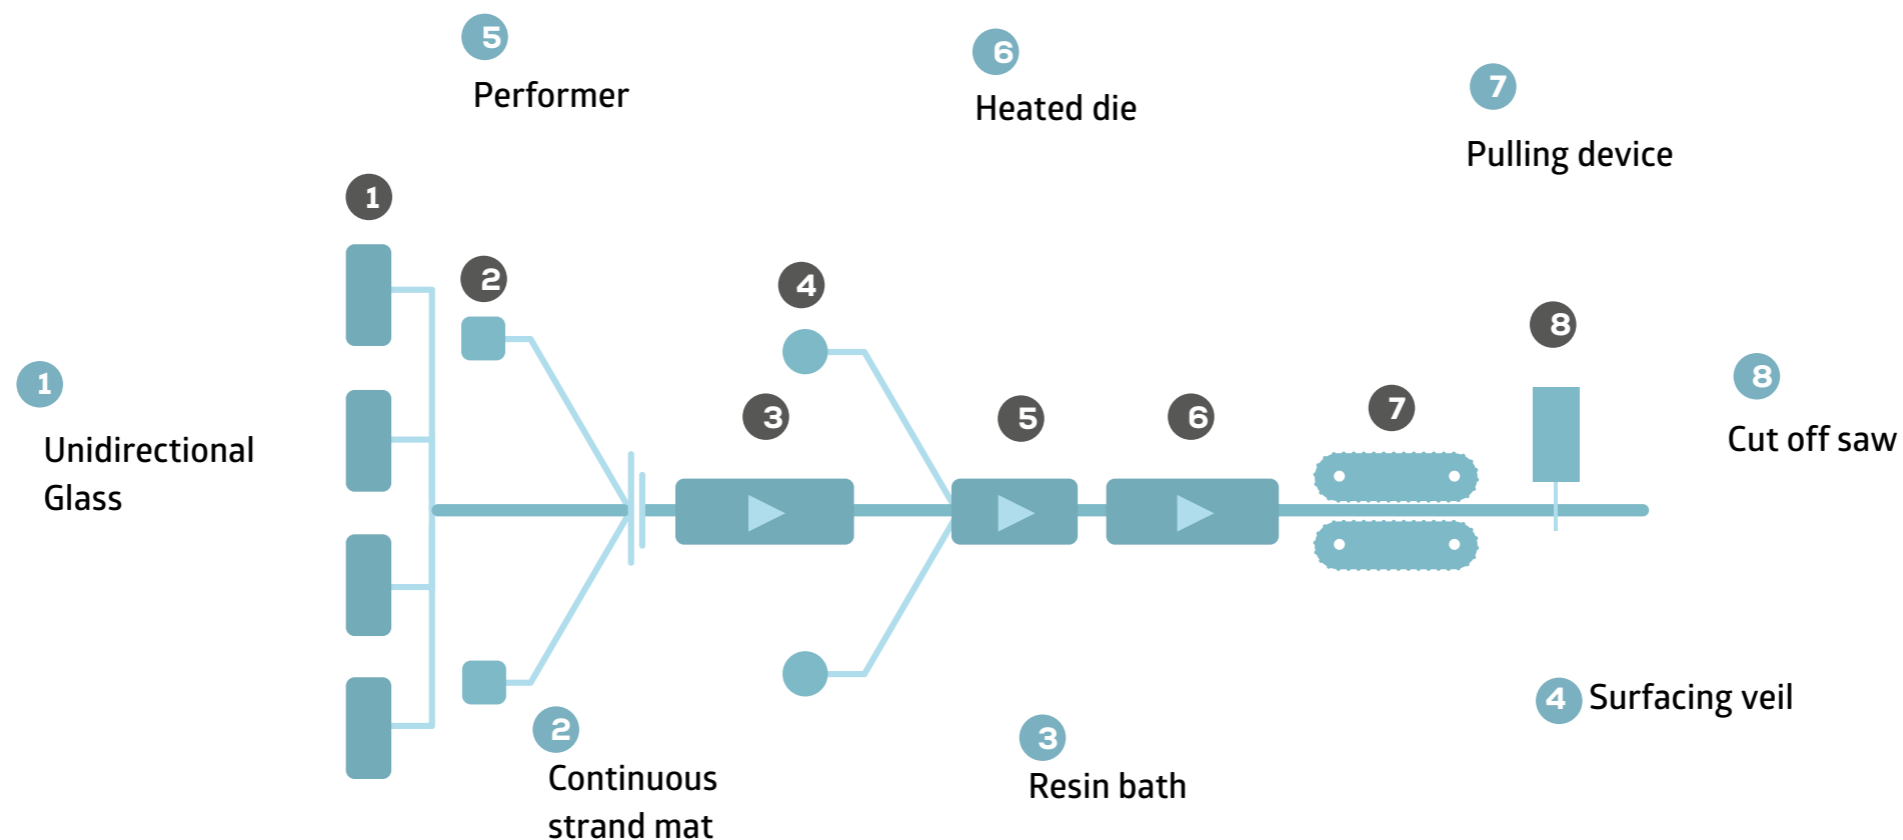 5
Performer
6
Heated die
7
Pulling device
1
2
4
8
3
5
6
7
1
Unidirectional
Glass
8
Cut off saw
2
Continuous
strand mat
3
Resin bath
4 Surfacing veil